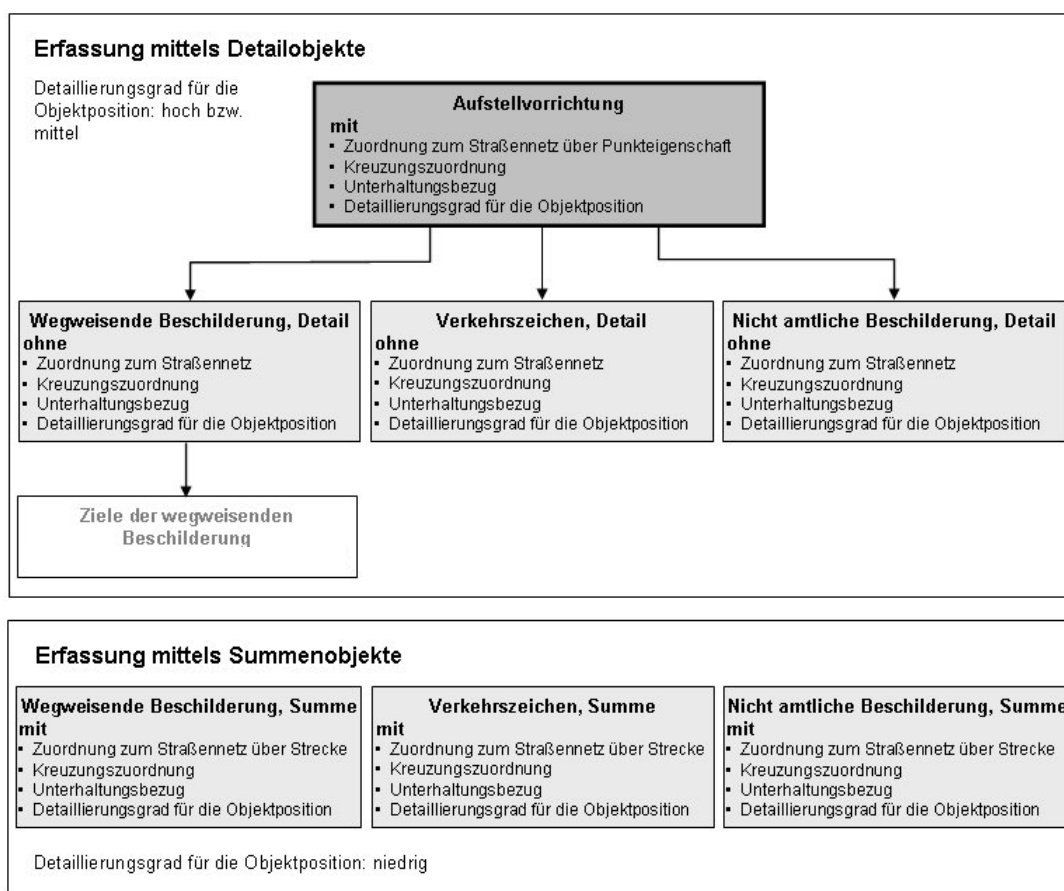 Erfassung mittels Detailobjekte
Detaillierungsgrad für die
Objektposition: hoch bzw.
mittel
Aufstellvorrichtung
mit
▪ Zuordnung zum Straßennetz über Punkteigenschaft
▪ Kreuzungszuordnung
▪ Unterhaltungsbezug
▪ Detaillierungsgrad für die Objektposition
Wegweisende Beschilderung, Detail
ohne
▪ Zuordnung zum Straßennetz
▪ Kreuzungszuordnung
▪ Unterhaltungsbezug
▪ Detaillierungsgrad für die Objektposition
Verkehrszeichen, Detail
ohne
▪ Zuordnung zum Straßennetz
▪ Kreuzungszuordnung
▪ Unterhaltungsbezug
▪ Detaillierungsgrad für die Objektposition
Nicht amtliche Beschilderung, Detail
ohne
▪ Zuordnung zum Straßennetz
▪ Kreuzungszuordnung
▪ Unterhaltungsbezug
▪ Detaillierungsgrad für die Objektposition
Ziele der wegweisenden
Beschilderung
Erfassung mittels Summenobjekte
Wegweisende Beschilderung, Summe
mit
▪ Zuordnung zum Straßennetz über Strecke
▪ Kreuzungszuordnung
▪ Unterhaltungsbezug
▪ Detaillierungsgrad für die Objektposition
Verkehrszeichen, Summe
mit
▪ Zuordnung zum Straßennetz über Strecke
▪ Kreuzungszuordnung
▪ Unterhaltungsbezug
▪ Detaillierungsgrad für die Objektposition
Nicht amtliche Beschilderung, Summe
mit
▪ Zuordnung zum Straßennetz über Strecke
▪ Kreuzungszuordnung
▪ Unterhaltungsbezug
▪ Detaillierungsgrad für die Objektposition
Detaillierungsgrad für die Objektposition: niedrig